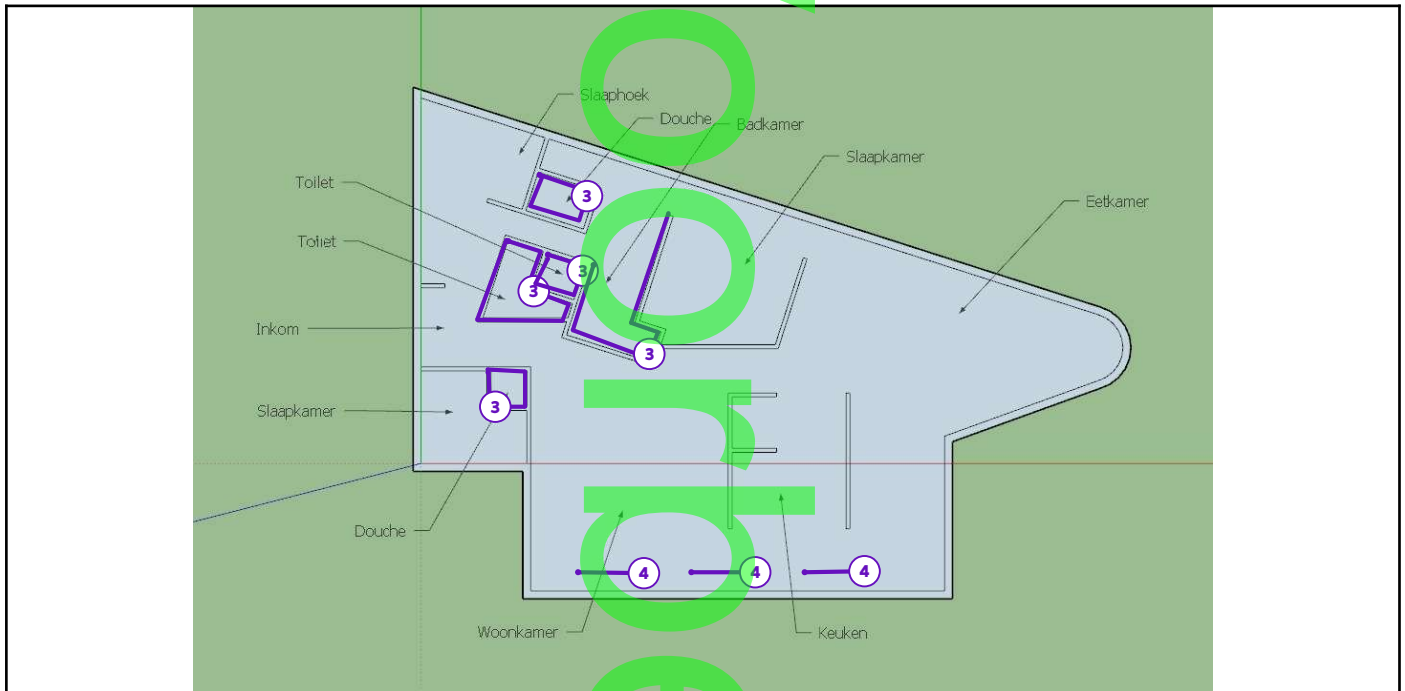 Slaaphoek
Douche
Badkamer
Slaapkamer
Toilet
Eetkamer
Toliet
Inkom
Slaapkamer
Douche
Woonkamer
Keuken
3
3
3
3
3
4
4
4